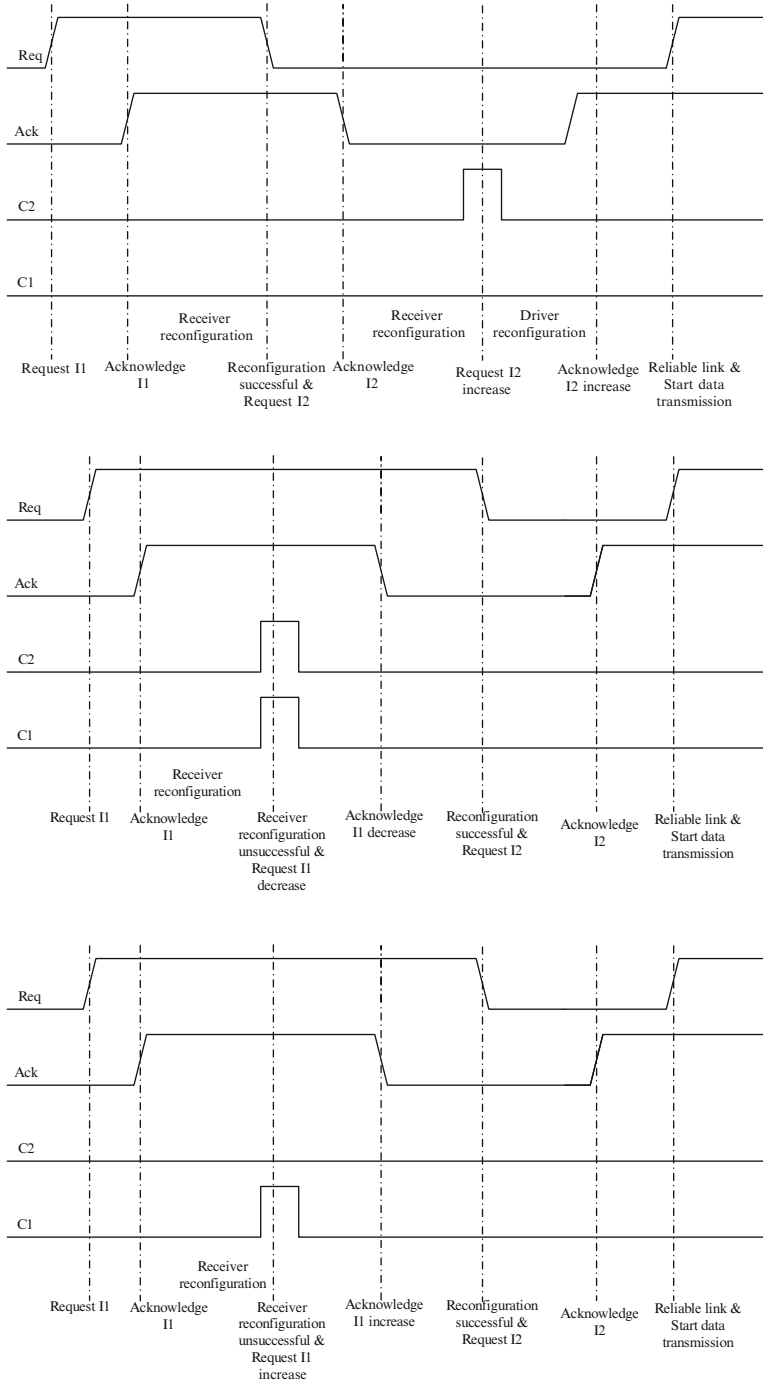 Req
Ack
C2
C1
Receiver
reconfiguration
Receiver
reconfiguration
Driver
reconfiguration
Request I1
Acknowledge
I1
Reconfiguration
successful &
Request I2
Acknowledge
I2
Request I2
increase
Acknowledge
I2 increase
Reliable link &
Start data
transmission
Req
Ack
C2
C1
Receiver
reconfiguration
Request I1
Acknowledge
I1
Receiver
reconfiguration
unsuccessful &
Request I1
decrease
Acknowledge
I1 decrease
Reconfiguration
successful &
Request I2
Acknowledge
I2
Reliable link &
Start data
transmission
Req
Ack
C2
C1
Receiver
reconfiguration
Request I1
Acknowledge
I1
Receiver
reconfiguration
unsuccessful &
Request I1
increase
Acknowledge
I1 increase
Reconfiguration
successful &
Request I2
Acknowledge
I2
Reliable link &
Start data
transmission